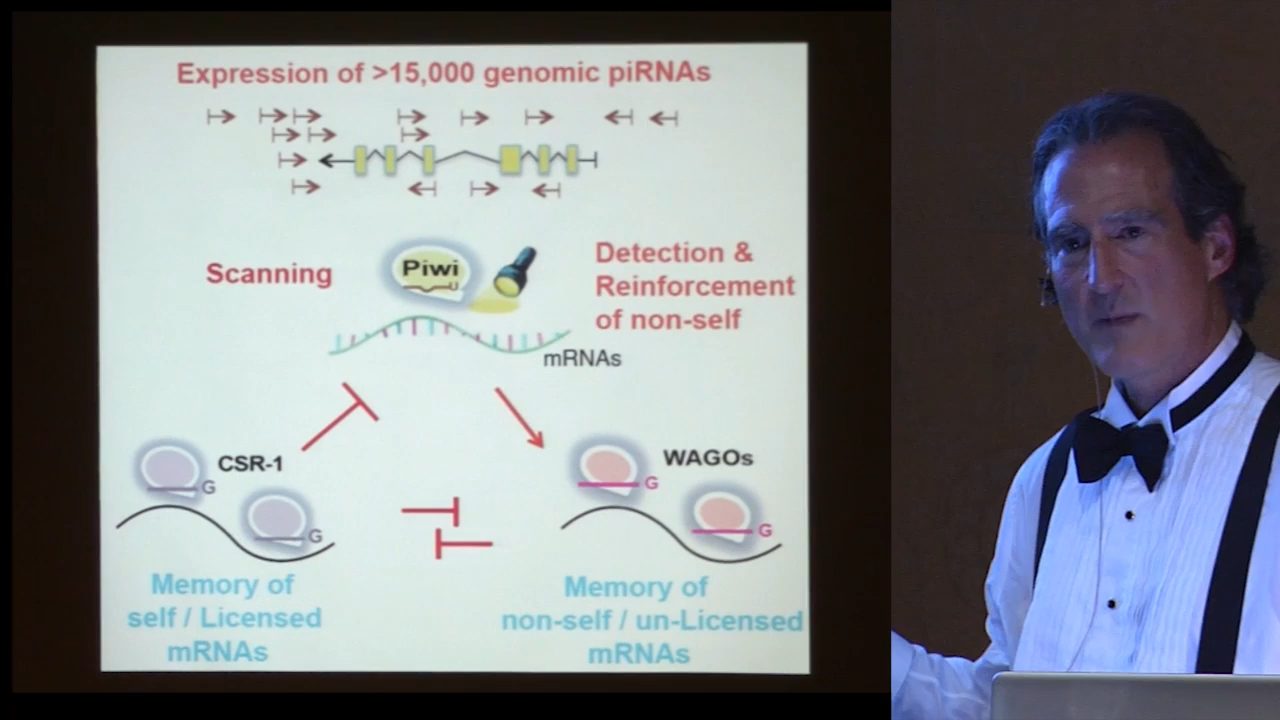 Expression of >15,000 genomic piRNAs
Scanning
Piwi
U
Detection &
Reinforcement
of non-self
mRNAs
CSR-1
G
G
WAGOs
G
G
Memory of
self / Licensed
mRNAs
Memory of
non-self / un-Licensed
mRNAs